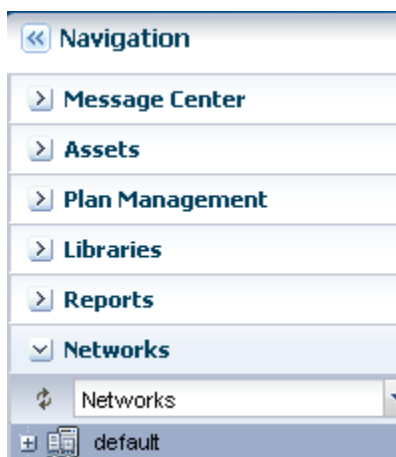 Navigation
Message Center
Assets
Plan Management
Libraries
Reports
Networks
Networks
default